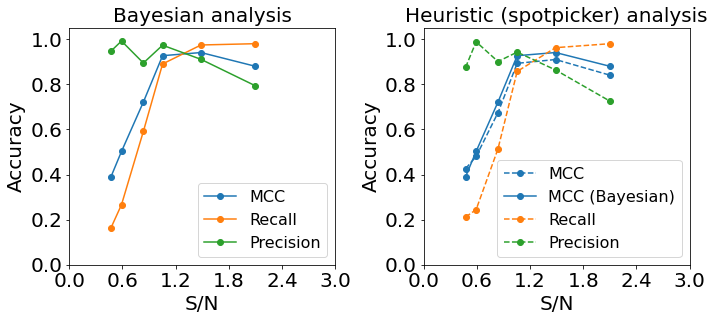 Bayesian analysis
Accuracy
1.0
0.8
0.6
0.4
0.2
0.0
MCC
Recall
Precision
0.0 0.6 1.2 1.8 2.4 3.0
S/N
Heuristic (spotpicker) analysis
Accuracy
1.0
0.8
0.6
0.4
0.2
0.0
MCC
MCC (Bayesian)
Recall
Precision
0.0 0.6 1.2 1.8 2.4 3.0
S/N